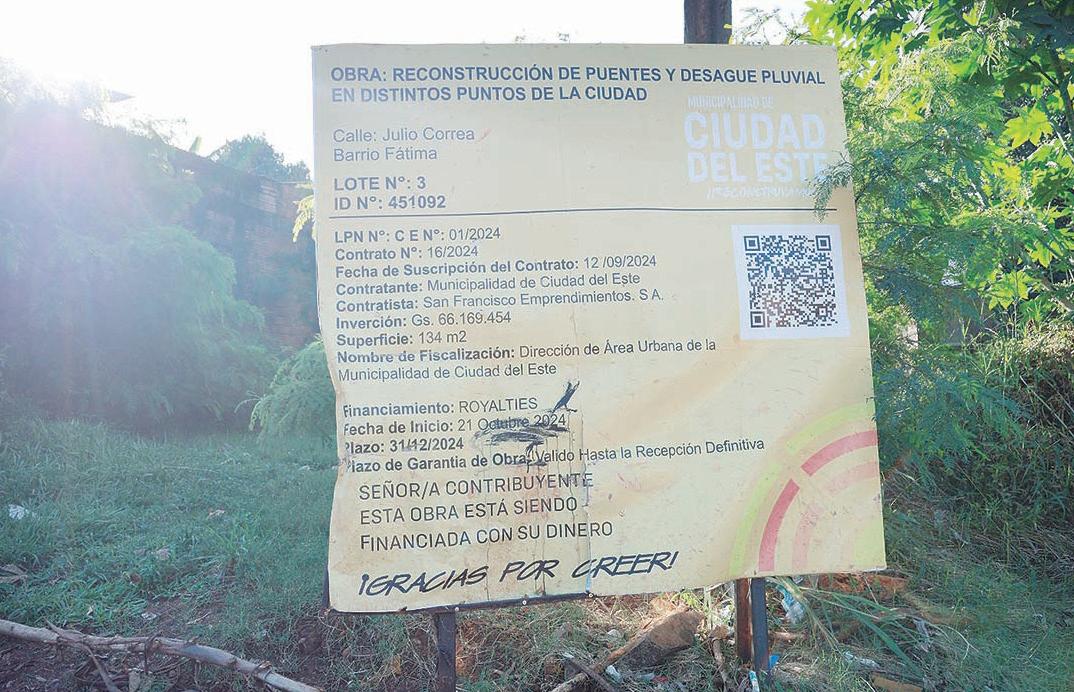 OBRA: RECONSTRUCCIÓN DE PUENTES Y DESAGUE PLUVIAL
EN DISTINTOS PUNTOS DE LA CIUDAD
MUNICIPALIDAD DE
CIUDAD
DEL ESTE
Calle: Julio Correa
Barrio Fátima
LOTE N°: 3
ID N°: 451092
LPN N°: C E N°: 01/2024
Contrato N°: 16/2024
Fecha de Suscripción del Contrato: 12 /09/2024
Contratante: Municipalidad de Ciudad del Este
Contratista: San Francisco Emprendimientos. S A.
Inverción: Gs. 66.169.454
Superficie: 134 m2
Nombre de Fiscalización: Dirección de Área Urbana de la
Municipalidad de Ciudad del Este
Financiamiento: ROYALTIES
Fecha de Inicio: 21 Octubre 2024
Plazo: 31/12/2024
Plazo de Garantia de Obra: Valido Hasta la Recepción Definitiva
SEÑOR/A CONTRIBUYENTE
ESTA OBRA ESTÁ SIENDO
FINANCIADA CON SU DINERO
¡GRACIAS POR CREER!